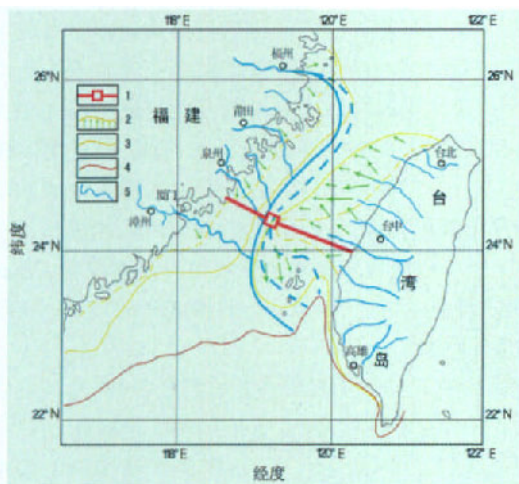 118° E
120° E
122° E
26°N
26°N
福州
福 建
1
2
3
4
5
莆田
泉州
厦门
漳州
台北
台
台中
湾
岛
高雄
24°N
24°N
纬度
22°N
22°N
118° E
120° E
122° E
经度